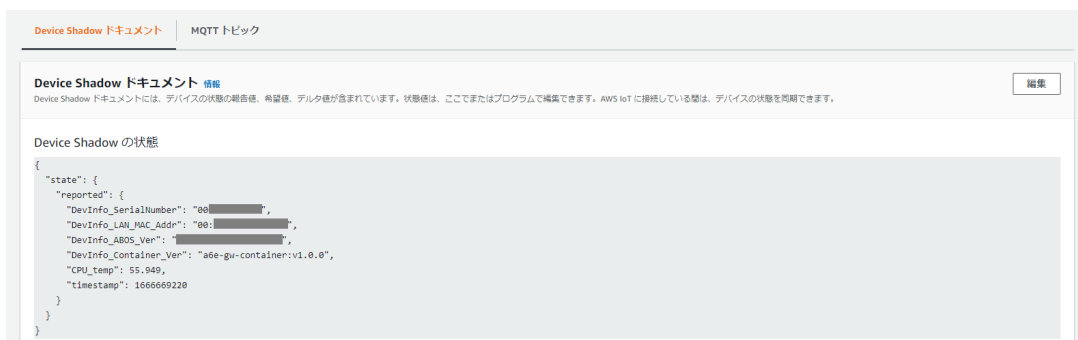 Device Shadow ドキュメント
MQTT トピック
Device Shadow ドキュメント 情報
編集
Device Shadow ドキュメントには、デバイスの状態の報告値、希望値、デルタ値が含まれています。状態値は、ここでまたはプログラムで編集できます。AWS IoT に接続している間は、デバイスの状態を同期できます。
Device Shadow の状態
{
"state": {
"reported": {
"DevInfo_SerialNumber": "00",
"DevInfo_LAN_MAC_Addr": "00:",
"DevInfo_ABOS_Ver": "",
"DevInfo_Container_Ver": "a6e-gw-container:v1.0.0",
"CPU_temp": 55.949,
"timestamp": 1666669220
}
}
}